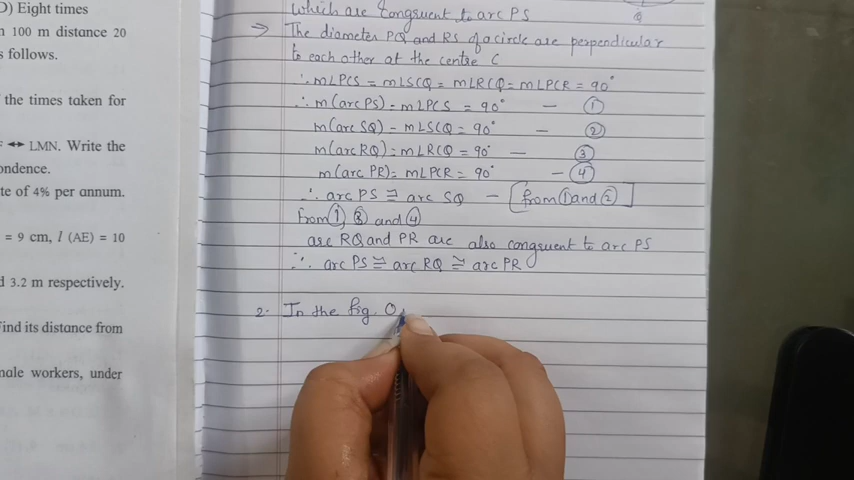 D) Eight times
n 100 m distance 20
s follows.
the times taken for
↔ LMN. Write the
ondence.
te of 4% per annum.
= 9 cm, l (AE) = 10
d 3.2 m respectively.
Find its distance from
nale workers, under
which are congruent to arc PS
Q
⇒ The diameter PQ and RS of a circle are perpendicular
to each other at the centre C
∴ m∠PCS = m∠SCQ = m∠RCQ = m∠PCR = 90°
∴ m(arc PS) = m∠PCS = 90° — ①
m(arc SQ) = m∠SCQ = 90° — ②
m(arc RQ) = m∠RCQ = 90° — ③
m(arc PR) = m∠PCR = 90° — ④
∴ arc PS ≅ arc SQ — [from ① and ②]
from ①, ③ and ④
arc RQ and PR are also congruent to arc PS
∴ arc PS ≅ arc RQ ≅ arc PR
2. In the fig. O